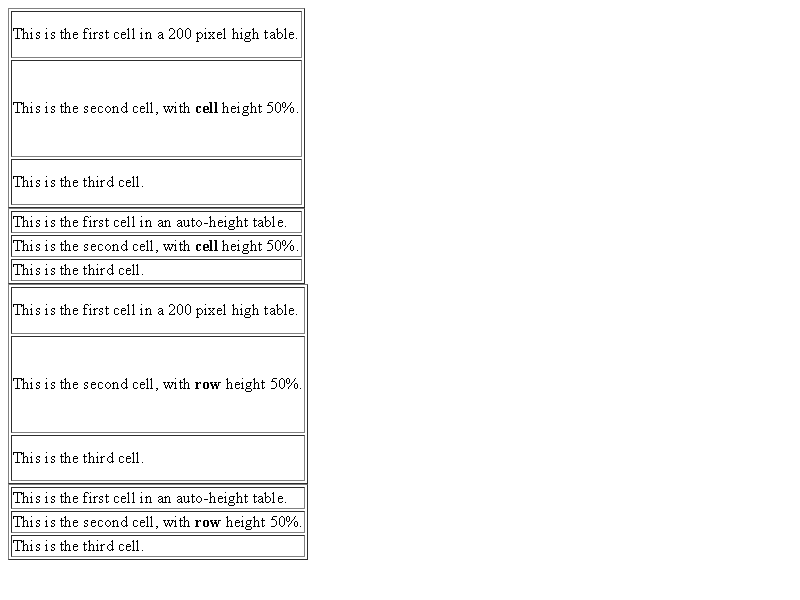 This is the first cell in a 200 pixel high table.
This is the second cell, with cell height 50%.
This is the third cell.
This is the first cell in an auto-height table.
This is the second cell, with cell height 50%.
This is the third cell.
This is the first cell in a 200 pixel high table.
This is the second cell, with row height 50%.
This is the third cell.
This is the first cell in an auto-height table.
This is the second cell, with row height 50%.
This is the third cell.